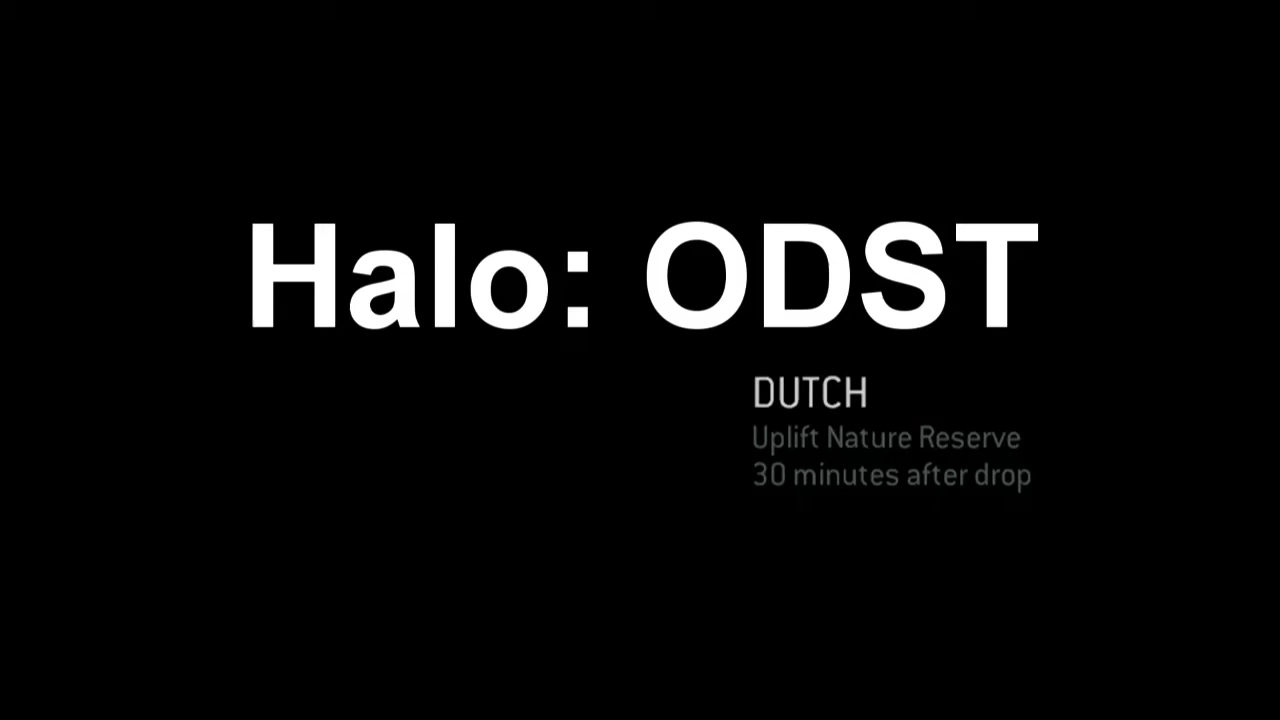 Halo: ODST
DUTCH
Uplift Nature Reserve
30 minutes after drop